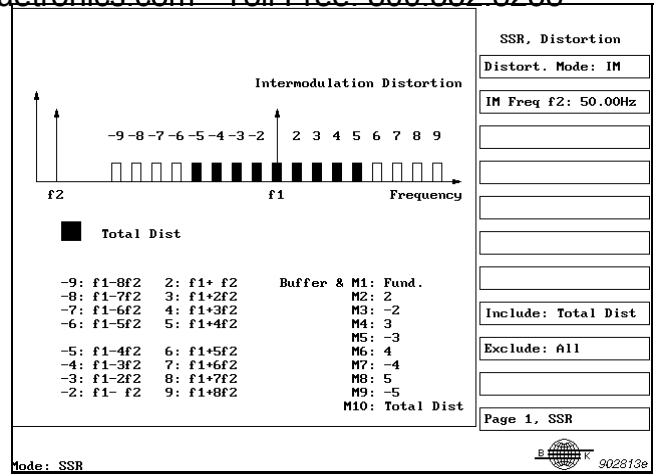 SSR, Distortion
Distort. Mode: IM
Intermodulation Distortion
IM Freq f2: 50.00Hz
-9 -8 -7 -6 -5 -4 -3 -2 2 3 4 5 6 7 8 9
f2 f1 Frequency
Total Dist
-9: f1-8f2 2: f1+ f2 Buffer & M1: Fund.
-8: f1-7f2 3: f1+2f2 M2: 2
-7: f1-6f2 4: f1+3f2 M3: -2
-6: f1-5f2 5: f1+4f2 M4: 3
M5: -3
-5: f1-4f2 6: f1+5f2 M6: 4
-4: f1-3f2 7: f1+6f2 M7: -4
-3: f1-2f2 8: f1+7f2 M8: 5
-2: f1- f2 9: f1+8f2 M9: -5
M10: Total Dist
Include: Total Dist
Exclude: All
Page 1, SSR
Mode: SSR
B K 902813e